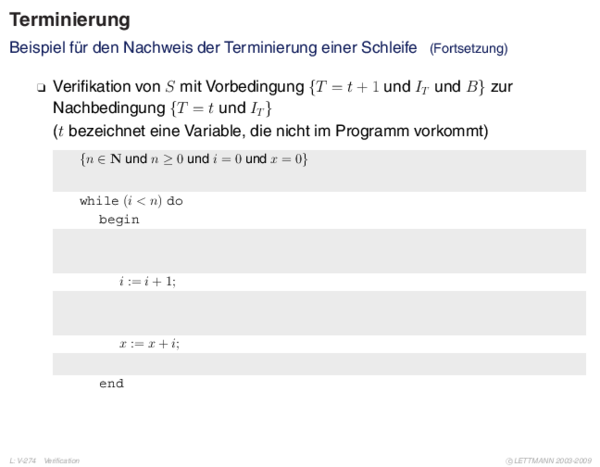 Terminierung
Beispiel für den Nachweis der Terminierung einer Schleife (Fortsetzung)
❑ Verifikation von S mit Vorbedingung {T = t + 1 und I_T und B} zur
Nachbedingung {T = t und I_T}
(t bezeichnet eine Variable, die nicht im Programm vorkommt)
{n ∈ N und n ≥ 0 und i = 0 und x = 0}
while (i < n) do
begin
i := i + 1;
x := x + i;
end
L: V-274 Verification
© LETTMANN 2003-2009